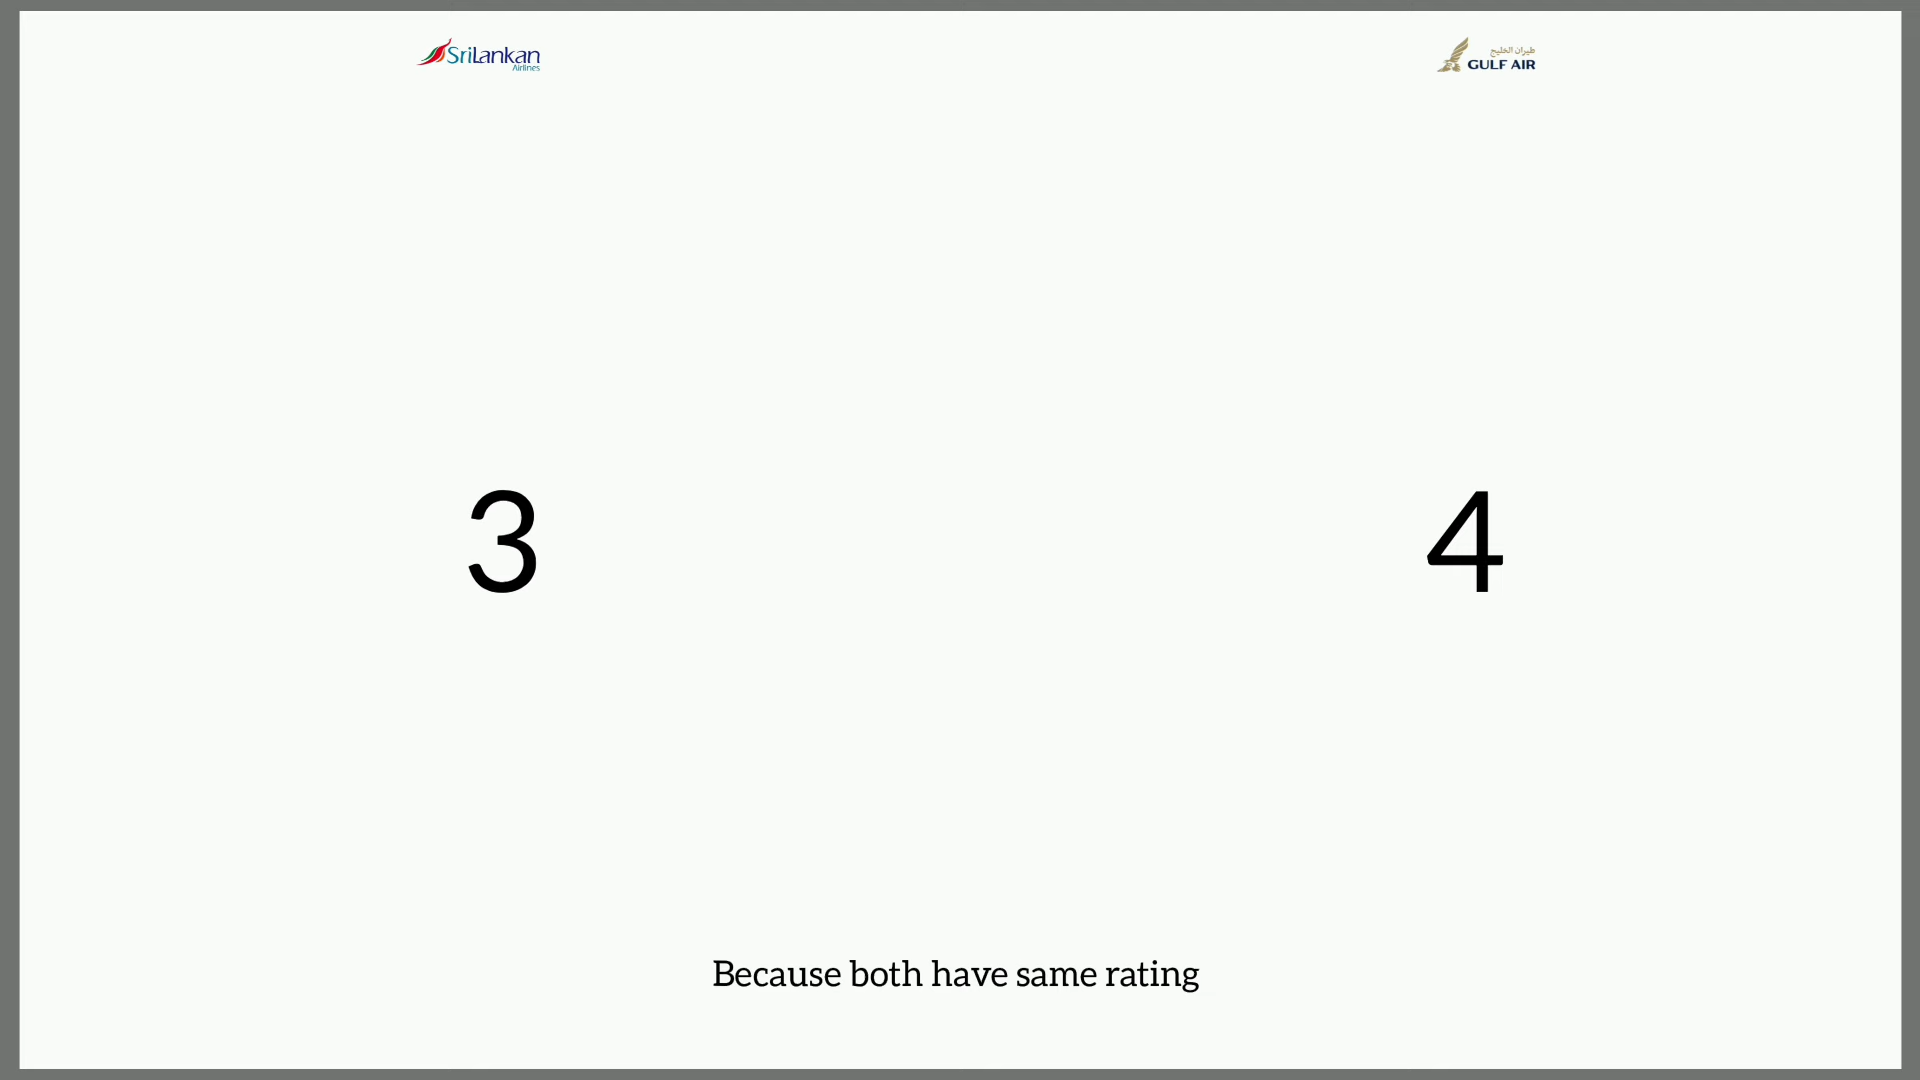 SriLankan
Airlines
طيران الخليج
GULF AIR
3
4
Because both have same rating